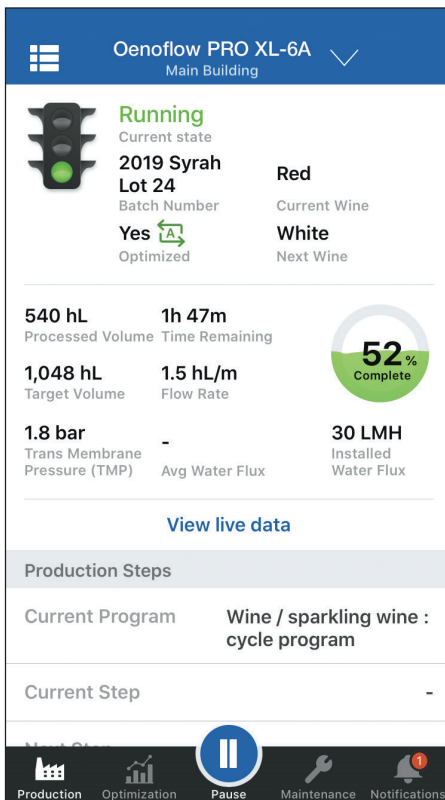 Oenoflow PRO XL-6A
Main Building
Running
Current state
2019 Syrah
Lot 24
Red
Batch Number
Current Wine
Yes A
White
Optimized
Next Wine
540 hL
1h 47m
Processed Volume
Time Remaining
52%
Complete
1,048 hL
1.5 hL/m
Target Volume
Flow Rate
1.8 bar
-
30 LMH
Trans Membrane
Pressure (TMP)
Avg Water Flux
Installed
Water Flux
View live data
Production Steps
Current Program
Wine / sparkling wine :
cycle program
Current Step
-
Next Step
1
Production
Optimization
Pause
Maintenance
Notifications